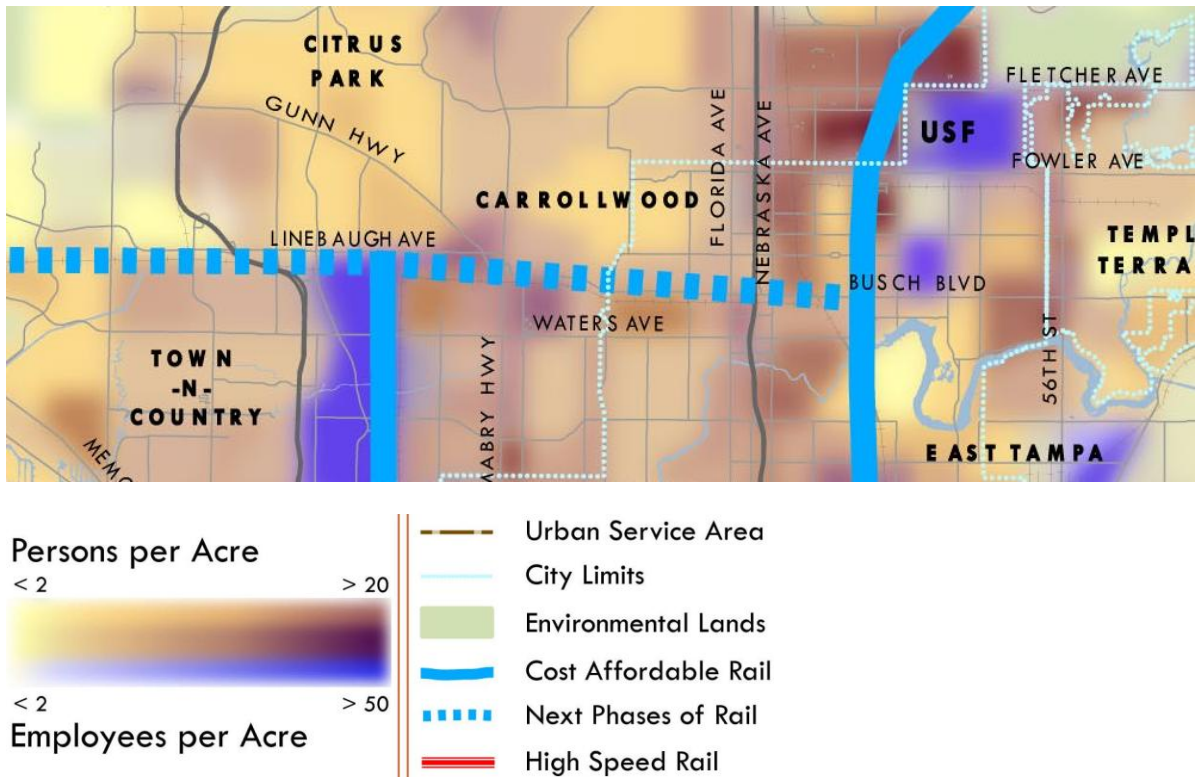 CITRUS
PARK
GUNN HWY
FLETCHER AVE
USF
FOWLER AVE
FLORIDA AVE
NEBRASKA AVE
CARROLLWOOD
LINEBAUGH AVE
TEMPL
TERRA
BUSCH BLVD
WATERS AVE
TOWN
-N-
COUNTRY
MABRY HWY
56TH ST
MEMO
EAST TAMPA
Persons per Acre
< 2 > 20
< 2 > 50
Employees per Acre
Urban Service Area
City Limits
Environmental Lands
Cost Affordable Rail
Next Phases of Rail
High Speed Rail